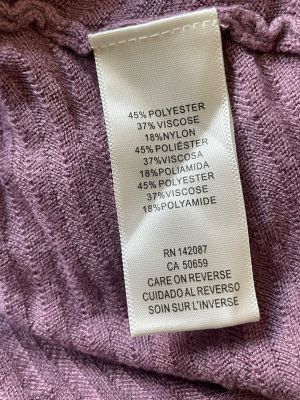 45% POLYESTER
37% VISCOSE
18%NYLON
45% POLIÉSTER
37%VISCOSA
18%POLIAMIDA
45% POLYESTER
37% VISCOSE
18%POLYAMIDE
RN 142087
CA 50659
CARE ON REVERSE
CUIDADO AL REVERSO
SOIN SUR L'INVERSE